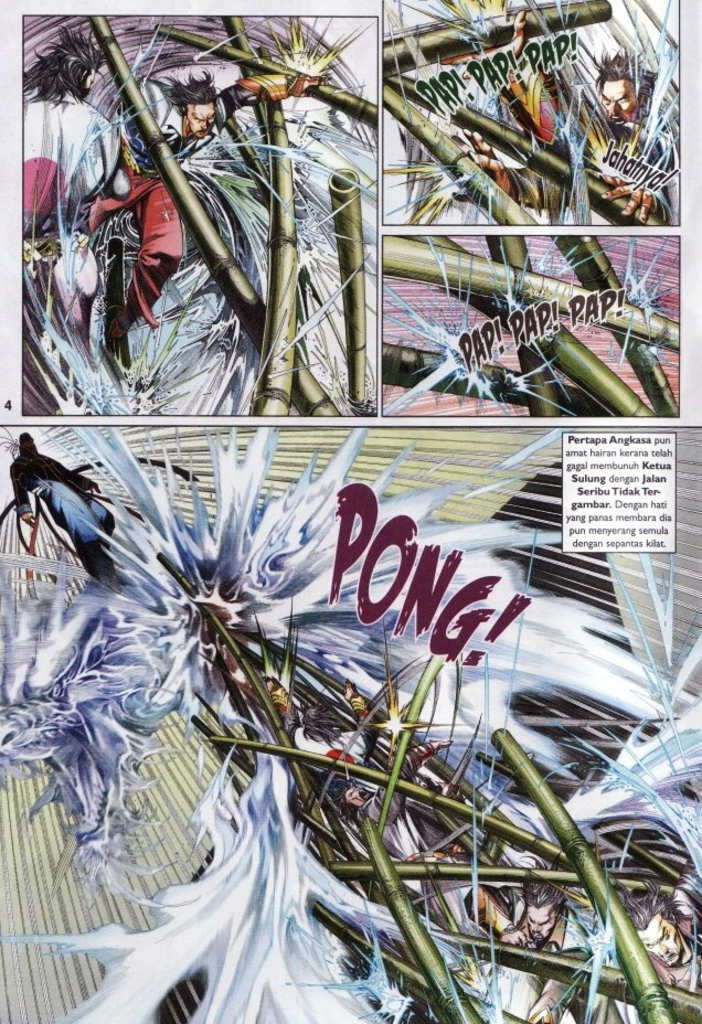 PAP! PAP! PAP!
Jahatnya!
PAP! PAP! PAP!
4
Pertapa Angkasa pun
amat hairan kerana telah
gagal membunuh Ketua
Sulung dengan Jalan
Seribu Tidak Ter-
gambar. Dengan hati
yang panas membara dia
pun menyerang semula
dengan sepantas kilat.
PONG!